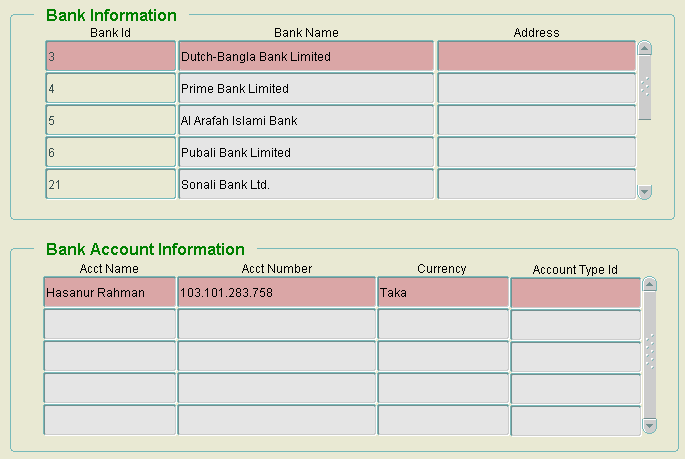 Bank Information
Bank Id Bank Name Address
3 Dutch-Bangla Bank Limited
4 Prime Bank Limited
5 Al Arafah Islami Bank
6 Pubali Bank Limited
21 Sonali Bank Ltd.
Bank Account Information
Acct Name Acct Number Currency Account Type Id
Hasanur Rahman 103.101.283.758 Taka